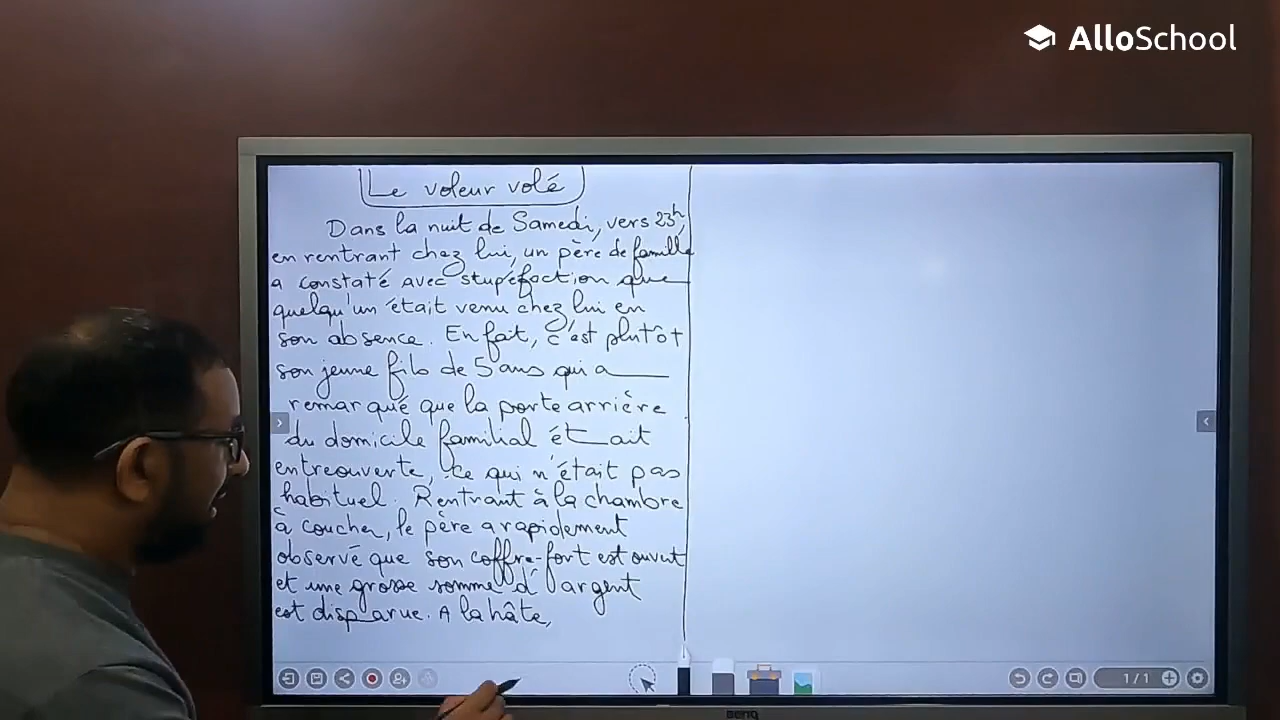 AlloSchool
Le voleur volé
Dans la nuit de Samedi, vers 23h,
en rentrant chez lui, un père de famille
a constaté avec stupéfaction que
quelqu'un était venu chez lui en
son absence. En fait, c'est plutôt
son jeune fils de 5 ans qui a
remarqué que la porte arrière
du domicile familial était
entreouverte, ce qui n'était pas
habituel. Rentrant à la chambre
à coucher, le père a rapidement
observé que son coffre-fort est ouvert
et une grosse somme d'argent
est disparue. A la hâte,
1/1
BenQ